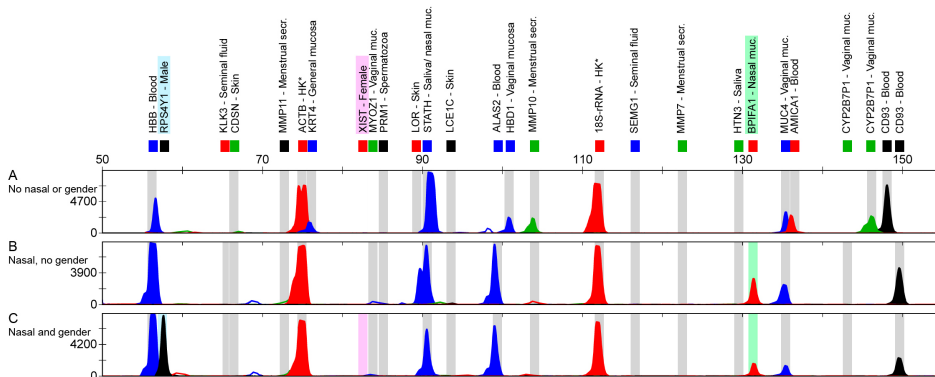 HBB - Blood
RPS4Y1 - Male
KLK3 - Seminal fluid
CDSN - Skin
MMP11 - Menstrual secr.
ACTB - HK*
KRT4 - General mucosa
XIST - Female
MYOZ1 - Vaginal muc.
PRM1 - Spermatozoa
LOR - Skin
STATH - Saliva/ nasal muc.
LCE1C - Skin
ALAS2 - Blood
HBD1 - Vaginal mucosa
MMP10 - Menstrual secr.
18S-rRNA - HK*
SEMG1 - Seminal fluid
MMP7 - Menstrual secr.
HTN3 - Saliva
BPIFA1 - Nasal muc.
MUC4 - Vaginal muc.
AMICA1 - Blood
CYP2B7P1 - Vaginal muc.
CYP2B7P1 - Vaginal muc.
CD93 - Blood
CD93 - Blood
50 70 90 110 130 150
A
No nasal or gender
4700
0
B
Nasal, no gender
3900
0
C
Nasal and gender
4200
0